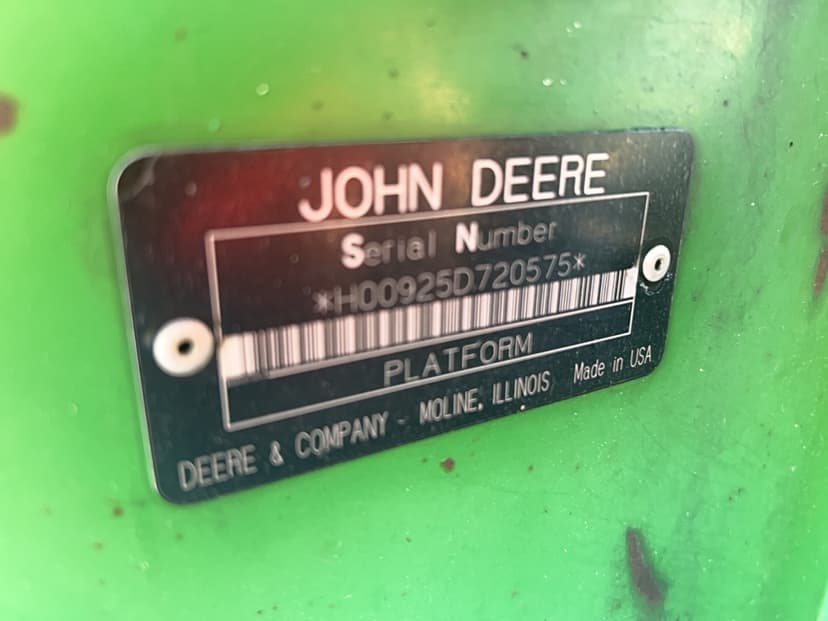 JOHN DEERE
Serial Number
*H00925D720575*
PLATFORM
DEERE & COMPANY - MOLINE, ILLINOIS Made in USA